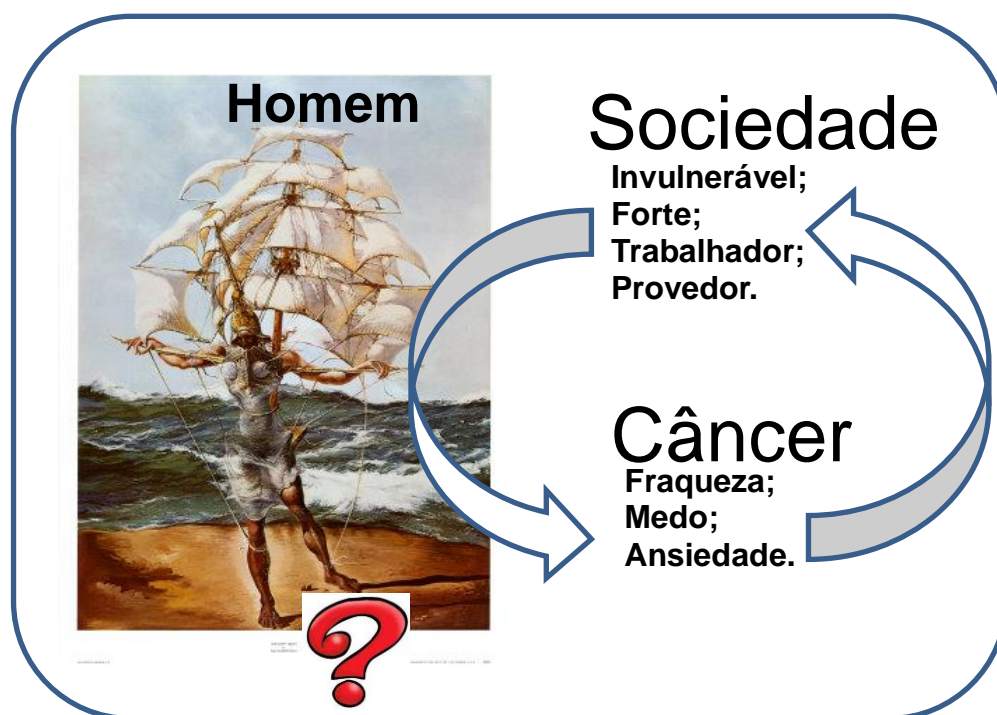 Homem
Sociedade
Invulnerável;
Forte;
Trabalhador;
Provedor.
Câncer
Fraqueza;
Medo;
Ansiedade.
?